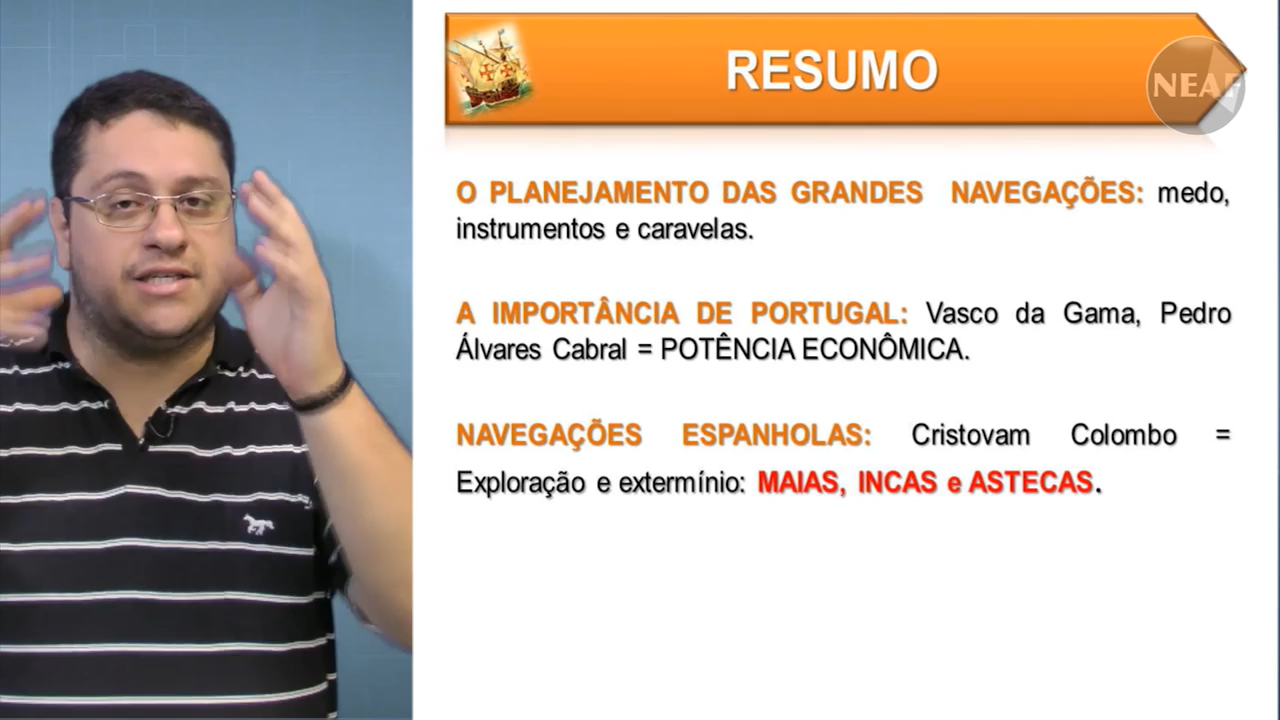 RESUMO
NEAF
O PLANEJAMENTO DAS GRANDES NAVEGAÇÕES: medo,
instrumentos e caravelas.
A IMPORTÂNCIA DE PORTUGAL: Vasco da Gama, Pedro
Álvares Cabral = POTÊNCIA ECONÔMICA.
NAVEGAÇÕES ESPANHOLAS: Cristovam Colombo =
Exploração e extermínio: MAIAS, INCAS e ASTECAS.